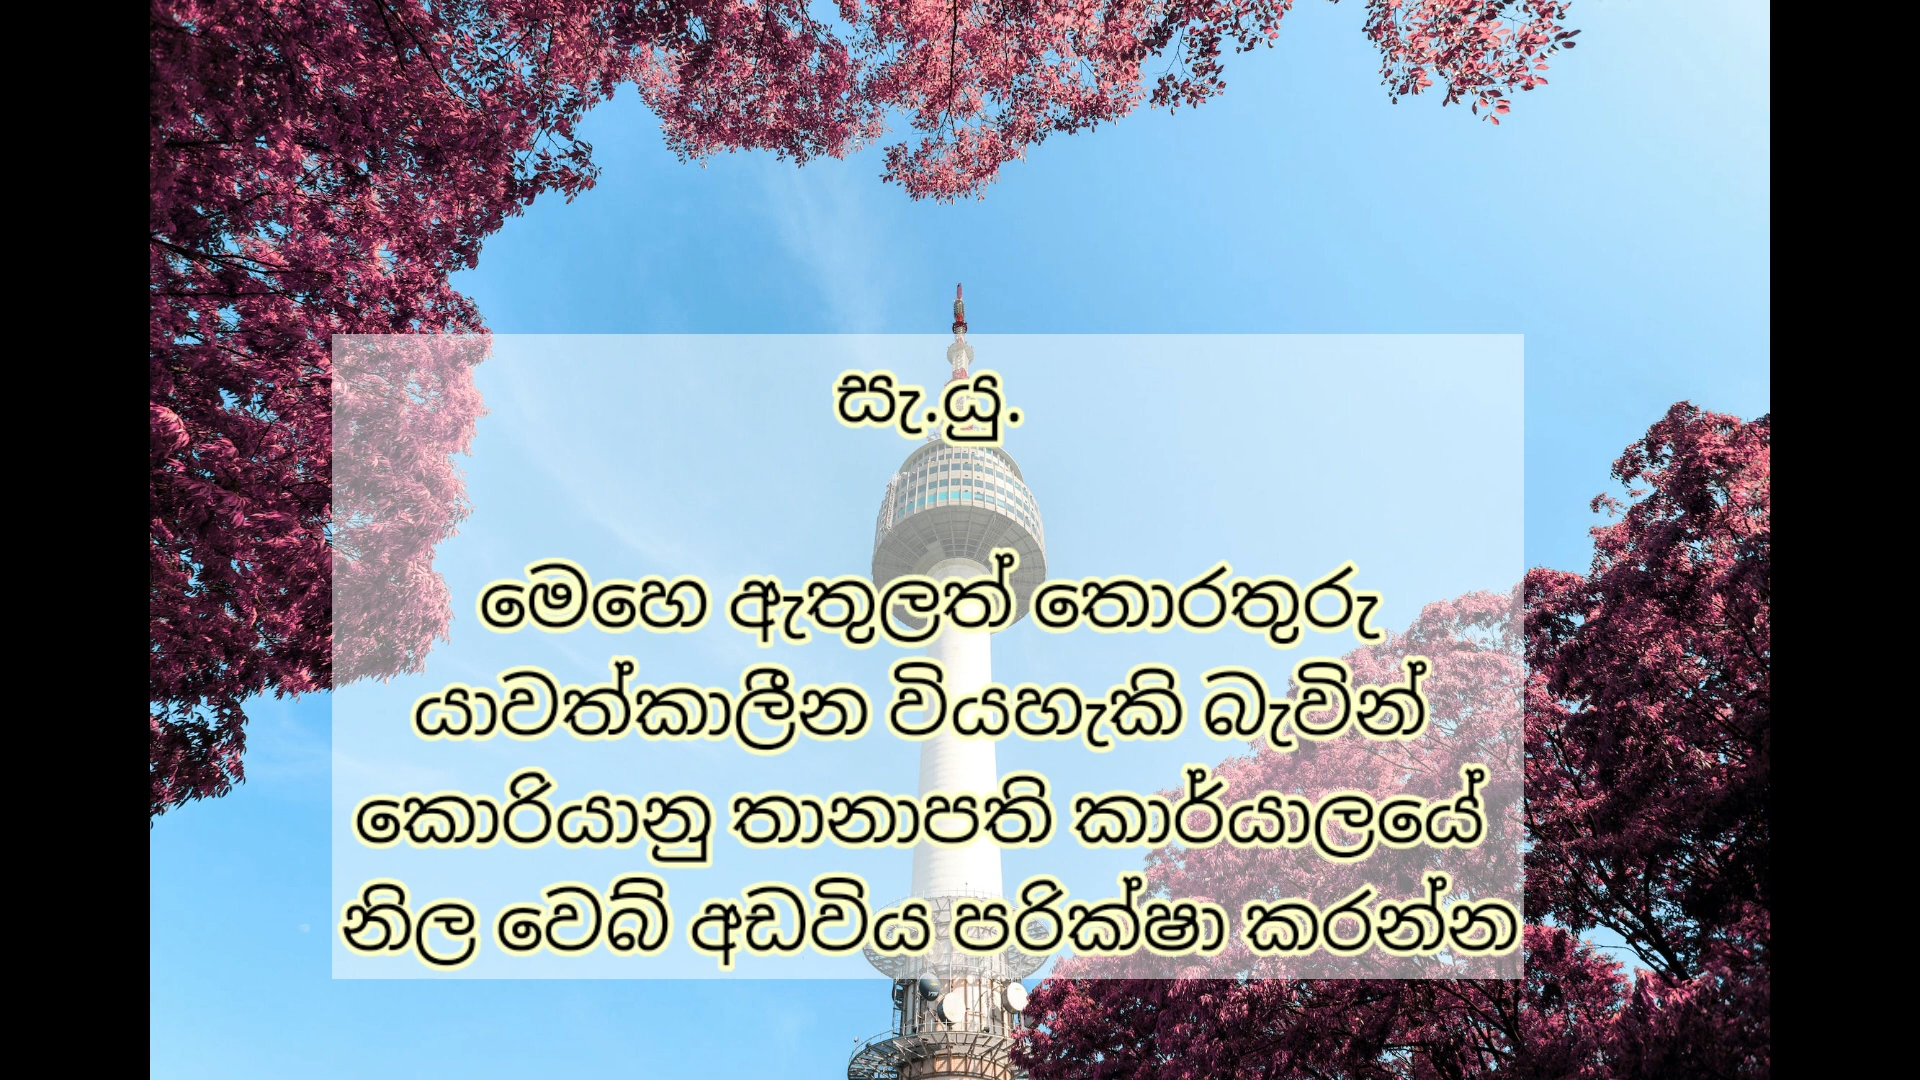 සැ.යු.
මෙහෙ ඇතුලත් තොරතුරු
යාවත්කාලීන වියහැකි බැවින්
කොරියානු තානාපති කාර්යාලයේ
නිල වෙබ් අඩවිය පරික්ෂා කරන්න